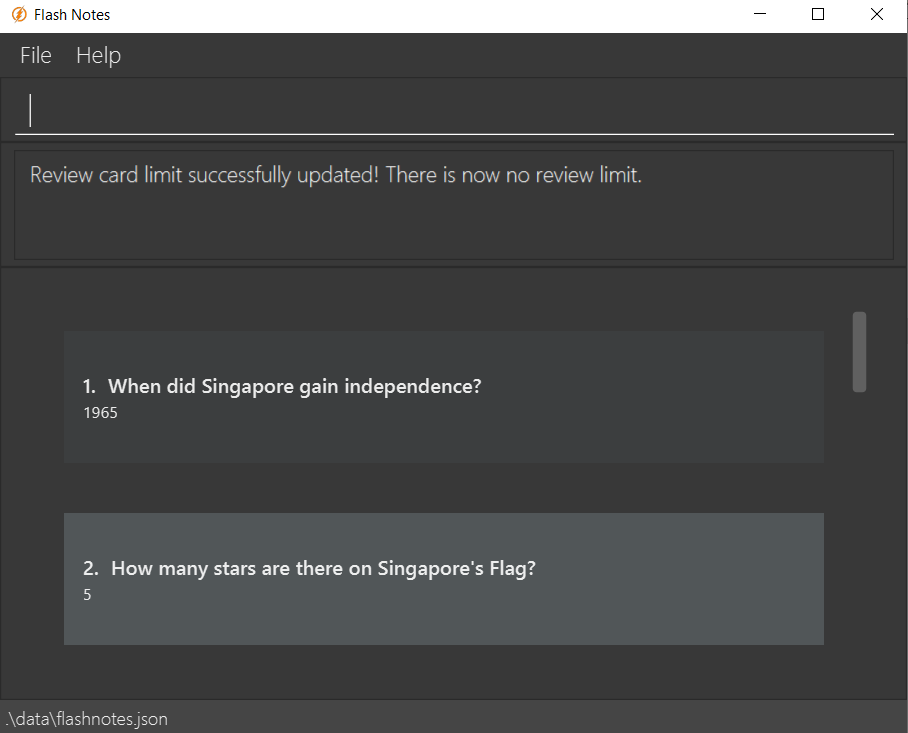 Flash Notes
File Help
Review card limit successfully updated! There is now no review limit.
1. When did Singapore gain independence?
1965
2. How many stars are there on Singapore's Flag?
5
.\data\flashnotes.json